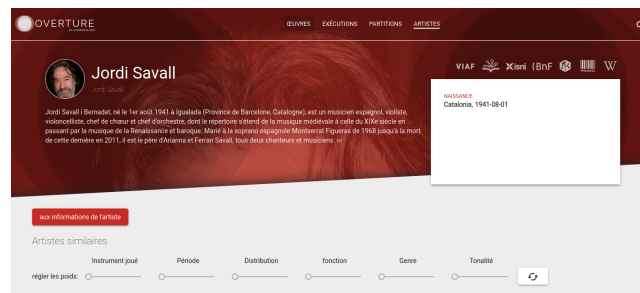 OVERTURE
ŒUVRES EXÉCUTIONS PARTITIONS ARTISTES
Jordi Savall
Jordi Savall
VIAF isni {BnF W
NAISSANCE
Catalonia, 1941-08-01
Jordi Savall i Bernadet, né le 1er août 1941 à Igualada (Province de Barcelone, Catalogne), est un musicien espagnol, violiste,
violoncelliste, chef de chœur et chef d'orchestre, dont le répertoire s'étend de la musique médiévale à celle du XIXe siècle en
passant par la musique de la Renaissance et baroque. Marié à la soprano espagnole Montserrat Figueras de 1968 jusqu'à la mort
de cette dernière en 2011, il est le père d'Arianna et Ferran Savall, tous deux chanteurs et musiciens.
aux informations de l'artiste
Artistes similaires
Instrument joué Période Distribution fonction Genre Tonalité
régler les poids: